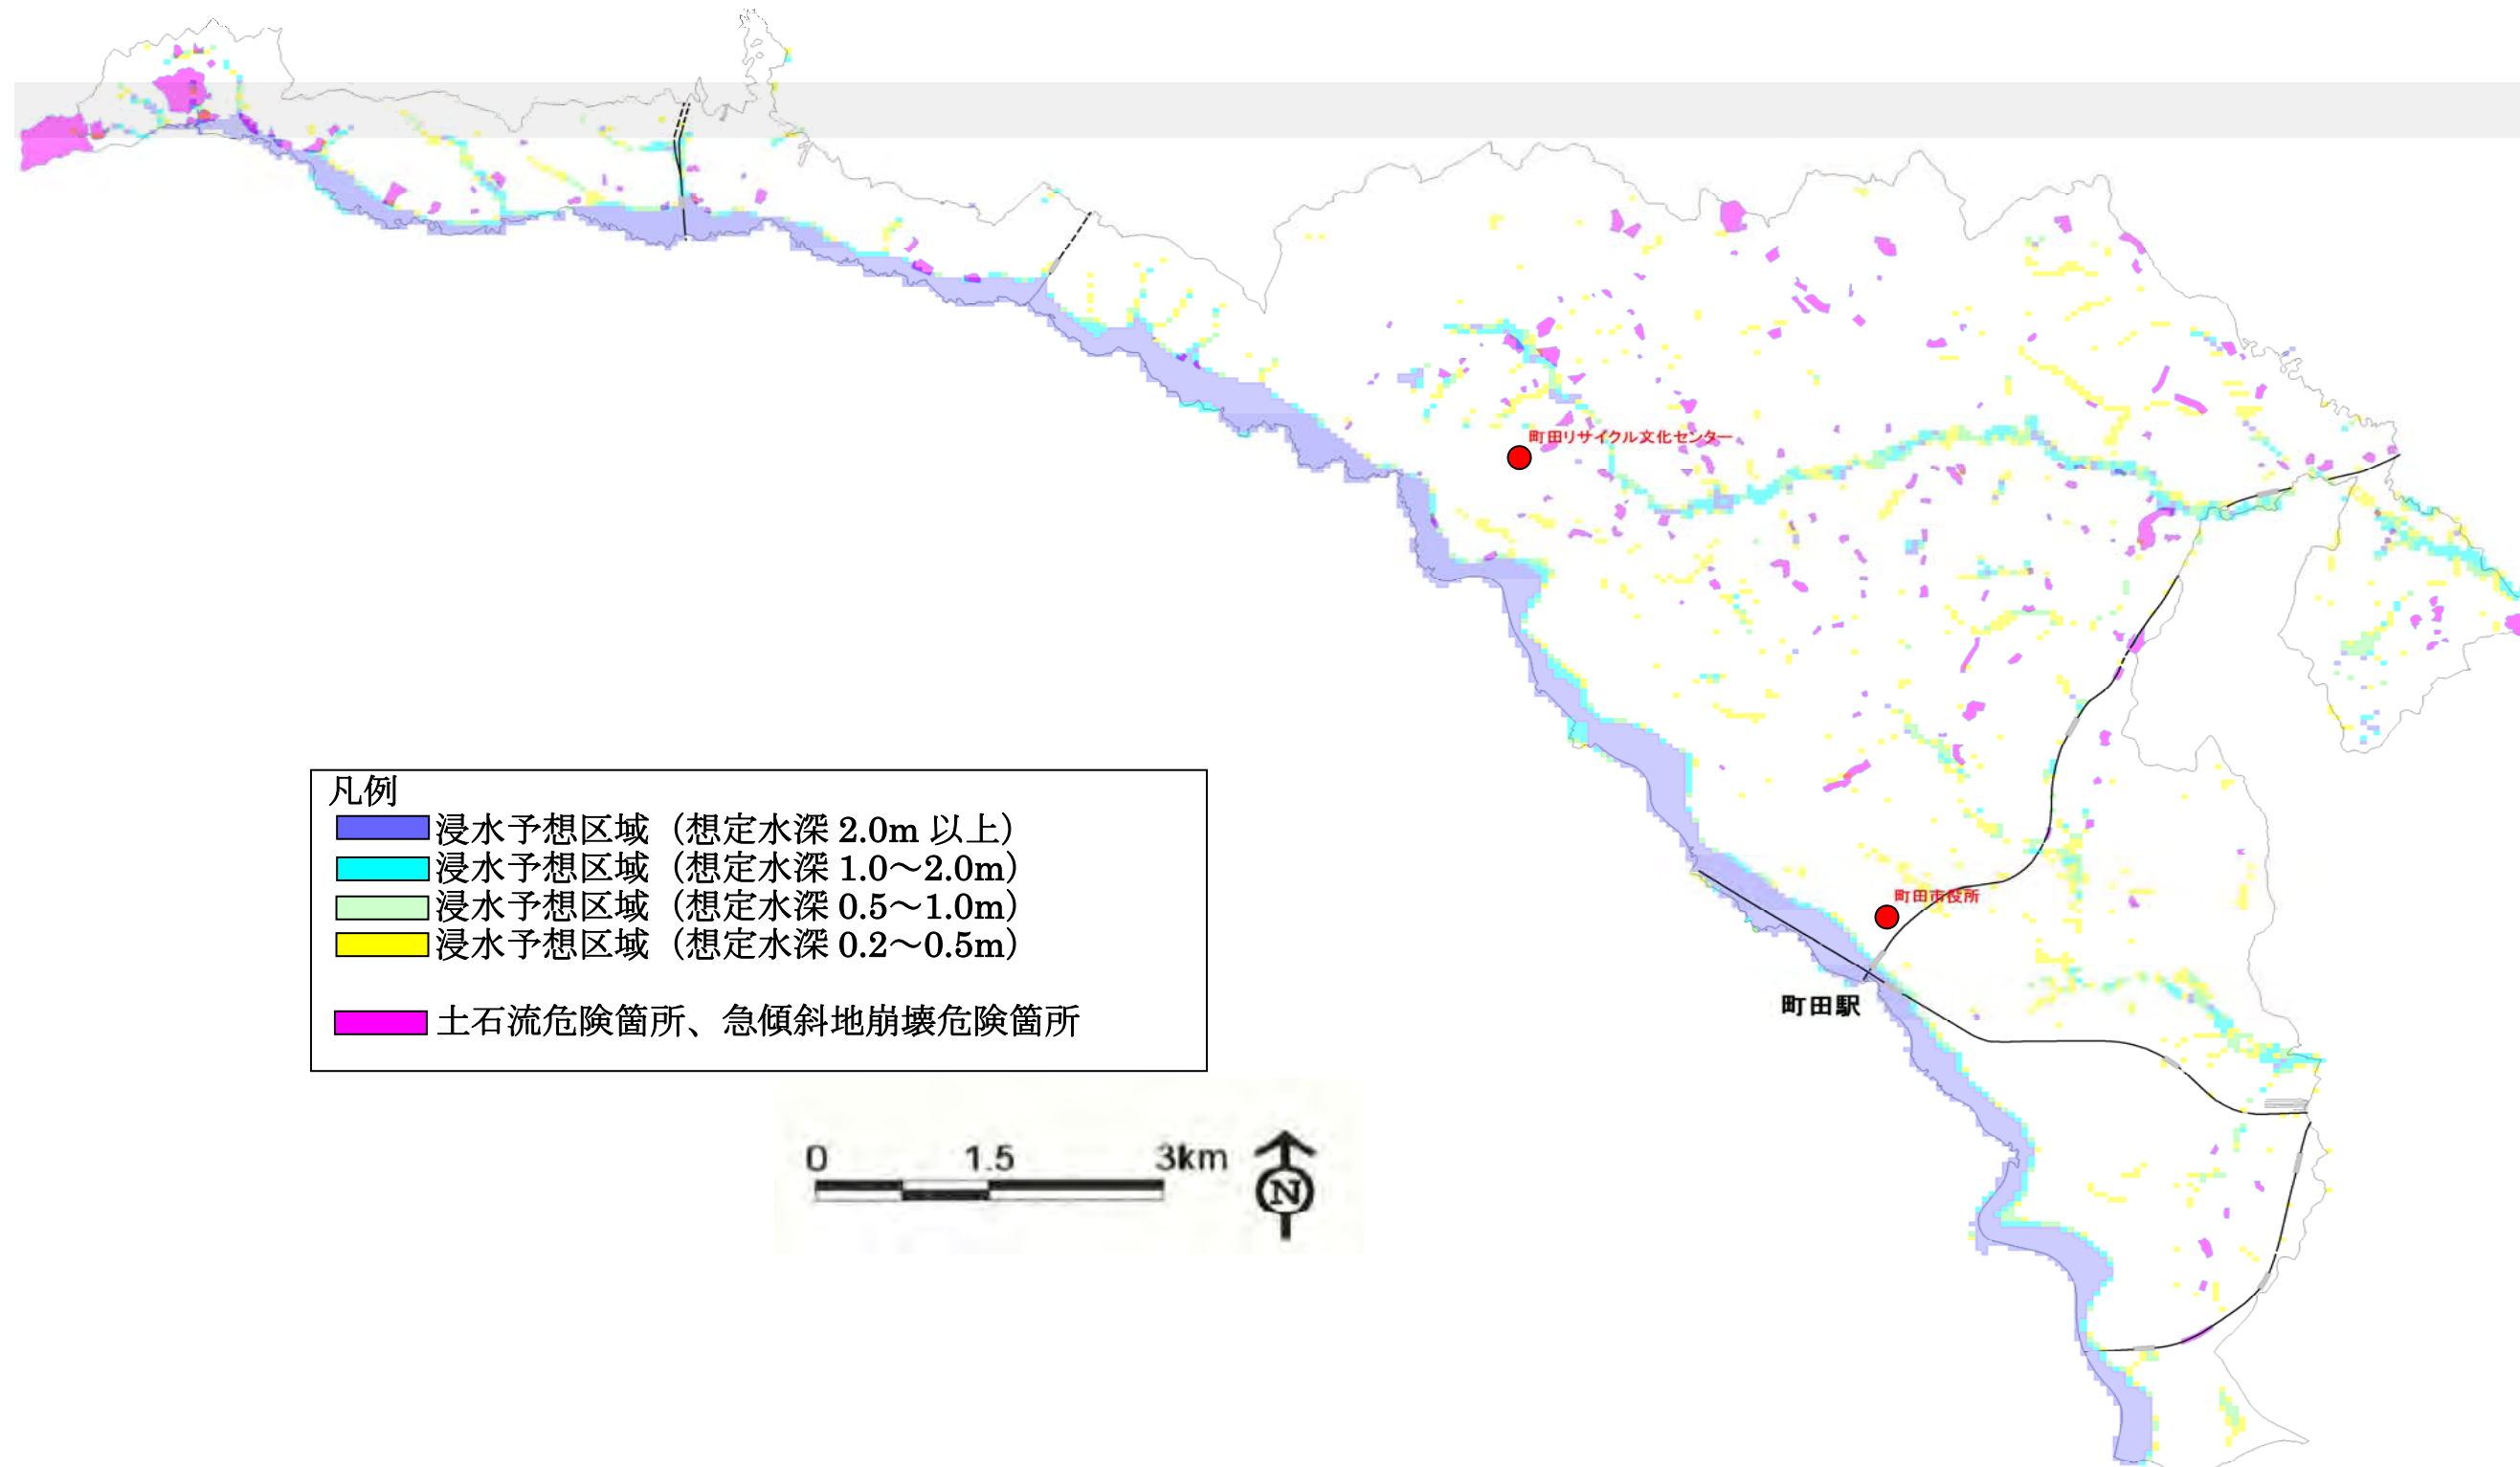 町田リサイクル文化センター
凡例
浸水予想区域（想定水深 2.0m 以上）
浸水予想区域（想定水深 1.0～2.0m）
浸水予想区域（想定水深 0.5～1.0m）
浸水予想区域（想定水深 0.2～0.5m）
町田市役所
町田駅
土石流危険箇所、急傾斜地崩壊危険箇所
0 1.5 3km
N